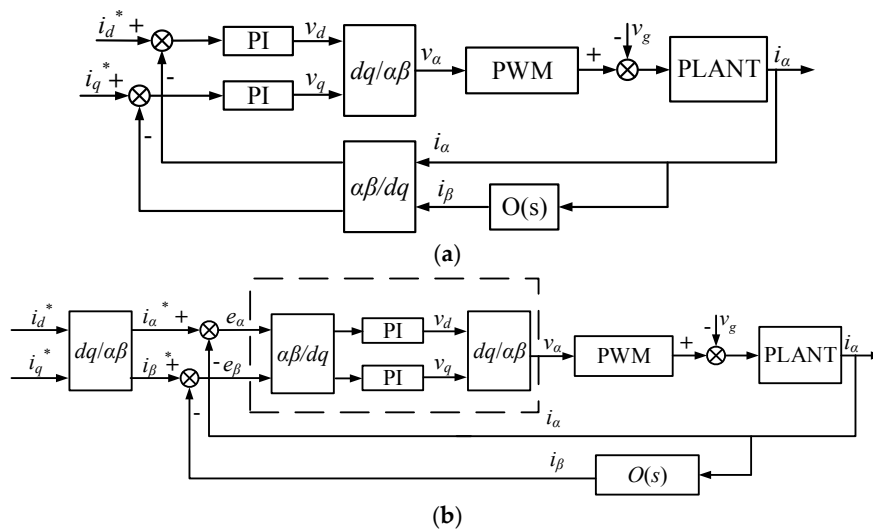 i_d* + PI v_d -v_g
i_q* + - PI v_q dq/αβ v_α PWM + PLANT i_α
-
αβ/dq i_α
i_β O(s)
(a)
i_d* i_α* + e_α PI v_d -v_g
dq/αβ - αβ/dq dq/αβ v_α PWM + PLANT i_α
i_q* i_β* + e_β PI v_q
- i_α
i_β O(s)
(b)